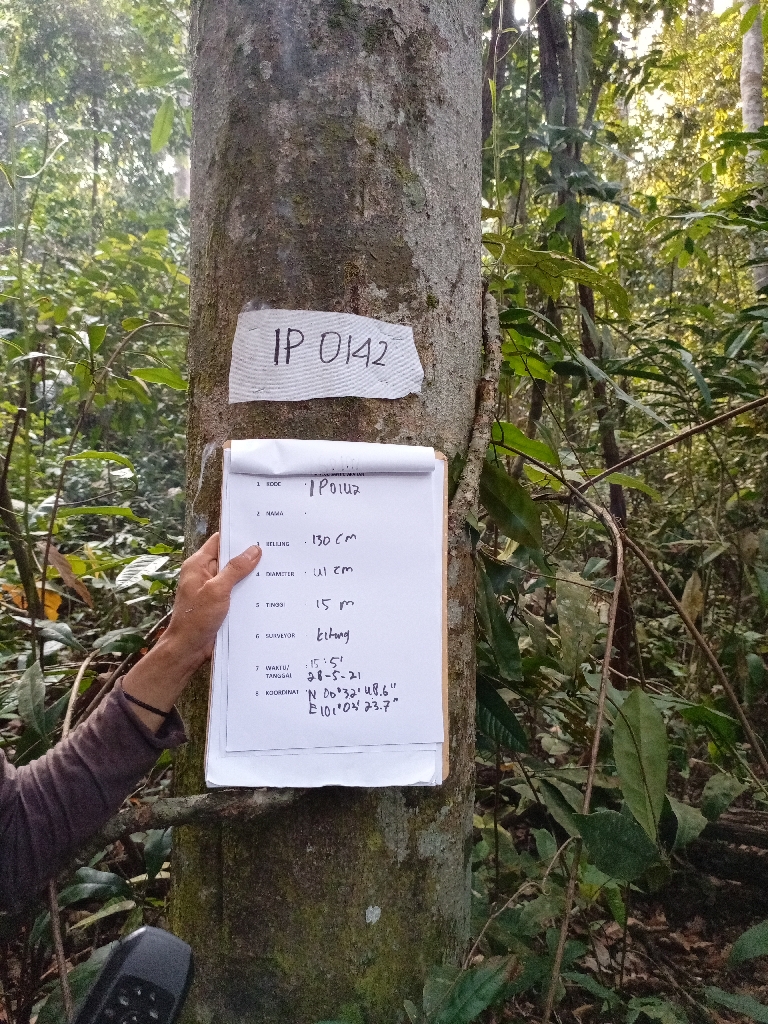 IP 0142
1 KODE : IP0142
2 NAMA :
3 KELILING : 130 cm
4 DIAMETER : 41 cm
5 TINGGI : 15 m
6 SURVEYOR :
7 WAKTU/ : 15:5'
TANGGAL 28-5-21
8 KOORDINAT : N 00°32' 48.6"
E 101°03' 23.7"